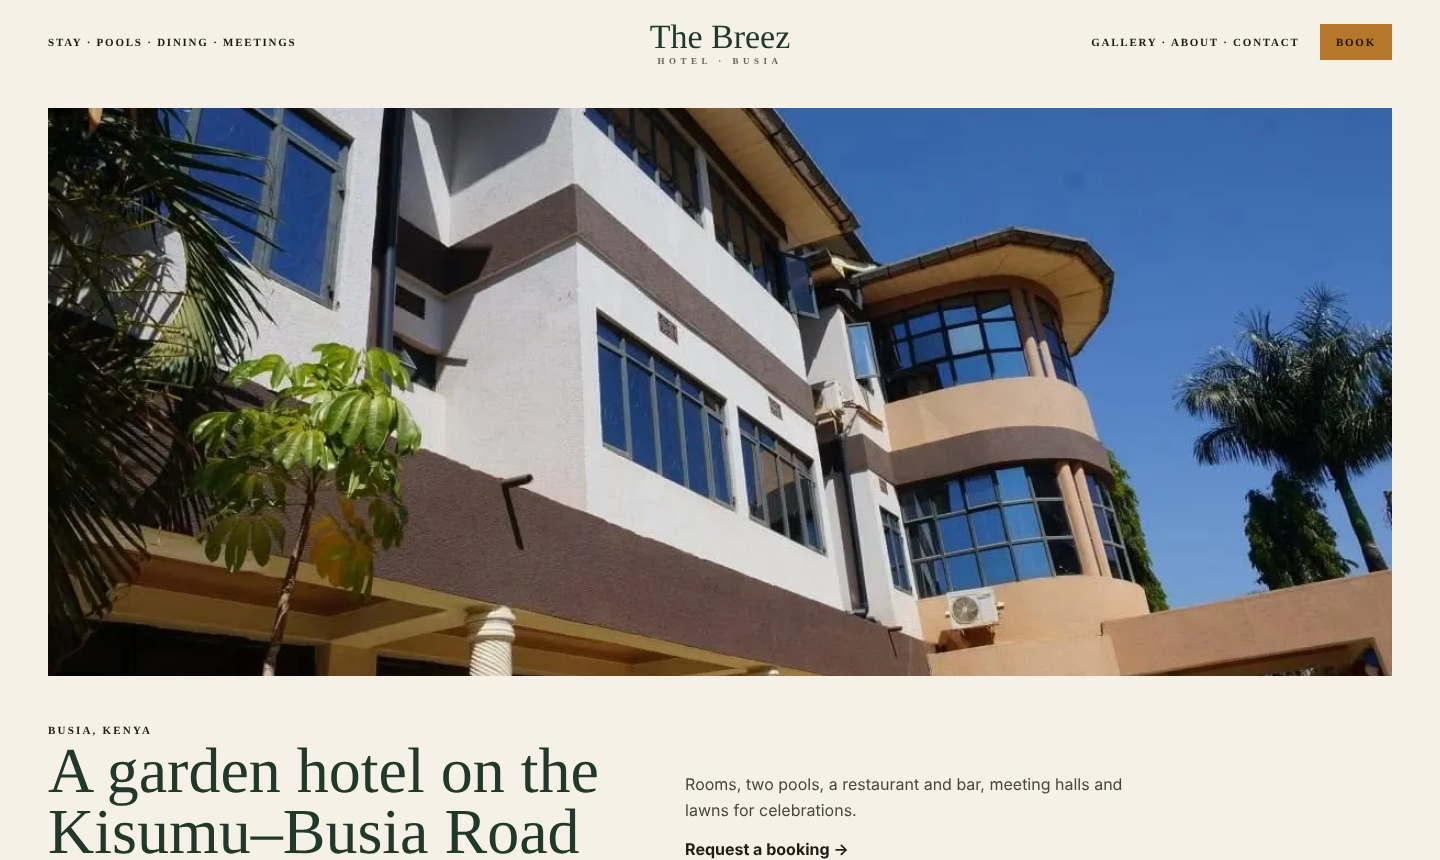 STAY · POOLS · DINING · MEETINGS
The Breez
HOTEL · BUSIA
GALLERY · ABOUT · CONTACT
BOOK
BUSIA, KENYA
A garden hotel on the
Kisumu–Busia Road
Rooms, two pools, a restaurant and bar, meeting halls and
lawns for celebrations.
Request a booking →